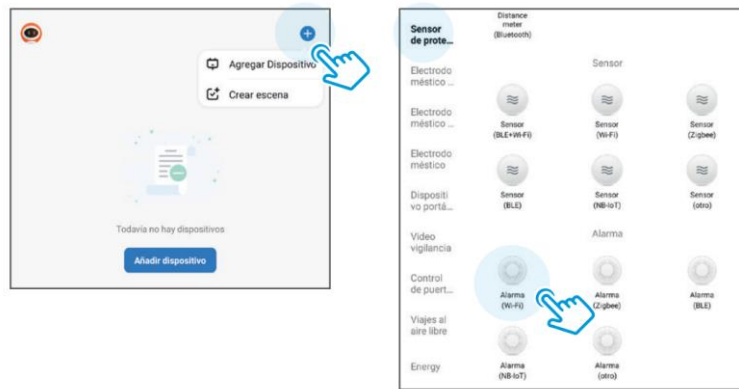 Agregar Dispositivo
Crear escena
Todavía no hay dispositivos
Añadir dispositivo
Sensor
de prote...
Electrodo
méstico ...
Electrodo
méstico ...
Electrodo
méstico
Dispositi
vo portá...
Video
vigilancia
Control
de puert...
Viajes al
aire libre
Energy
Distance
meter
(Bluetooth)
Sensor
Sensor
(BLE+Wi-Fi)
Sensor
(Wi-Fi)
Sensor
(Zigbee)
Sensor
(BLE)
Sensor
(NB-IoT)
Sensor
(otro)
Alarma
Alarma
(Wi-Fi)
Alarma
(Zigbee)
Alarma
(BLE)
Alarma
(NB-IoT)
Alarma
(otro)